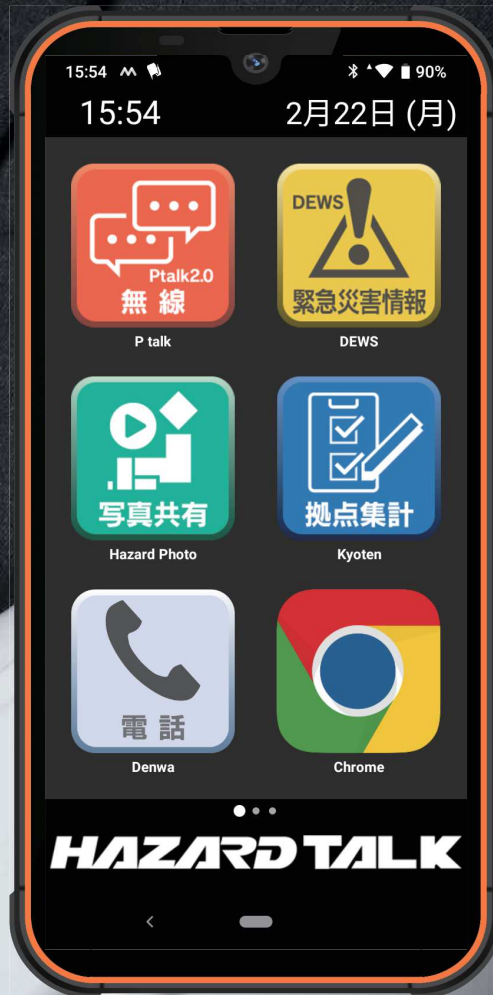 15:54
90%
15:54 2月22日 (月)
Ptalk2.0
無線
P talk
DEWS
緊急災害情報
DEWS
写真共有
Hazard Photo
拠点集計
Kyoten
電話
Denwa
Chrome
HAZARD TALK